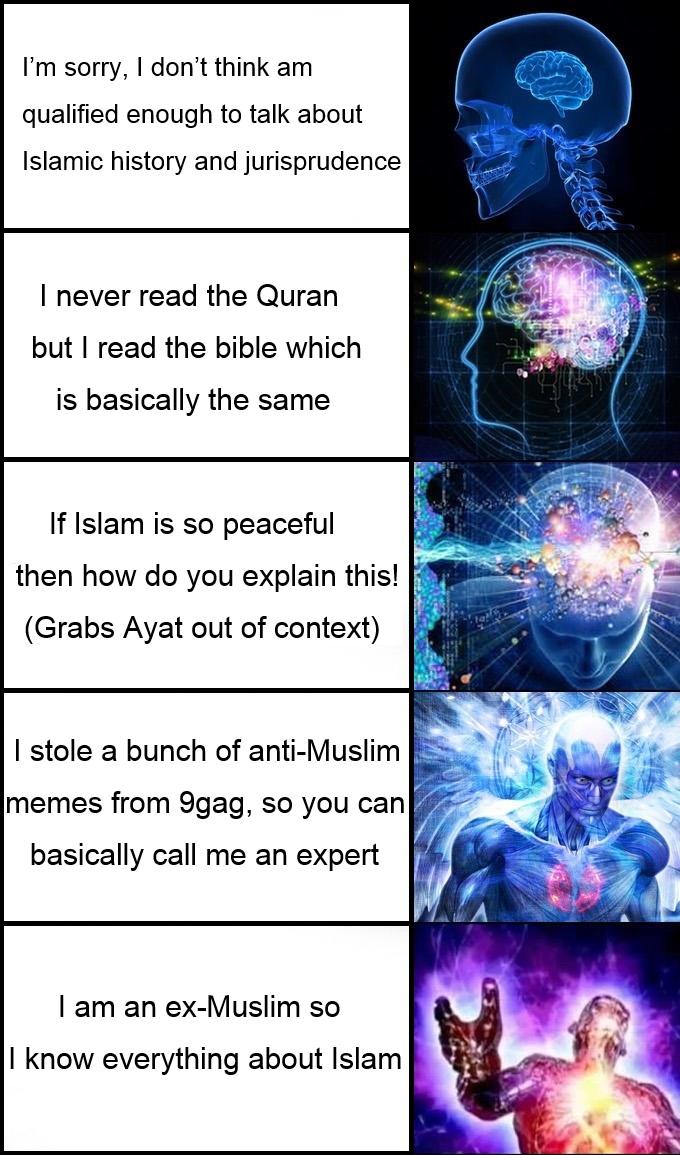 I’m sorry, I don’t think am
qualified enough to talk about
Islamic history and jurisprudence
I never read the Quran
but I read the bible which
is basically the same
If Islam is so peaceful
then how do you explain this!
(Grabs Ayat out of context)
I stole a bunch of anti-Muslim
memes from 9gag, so you can
basically call me an expert
I am an ex-Muslim so
I know everything about Islam